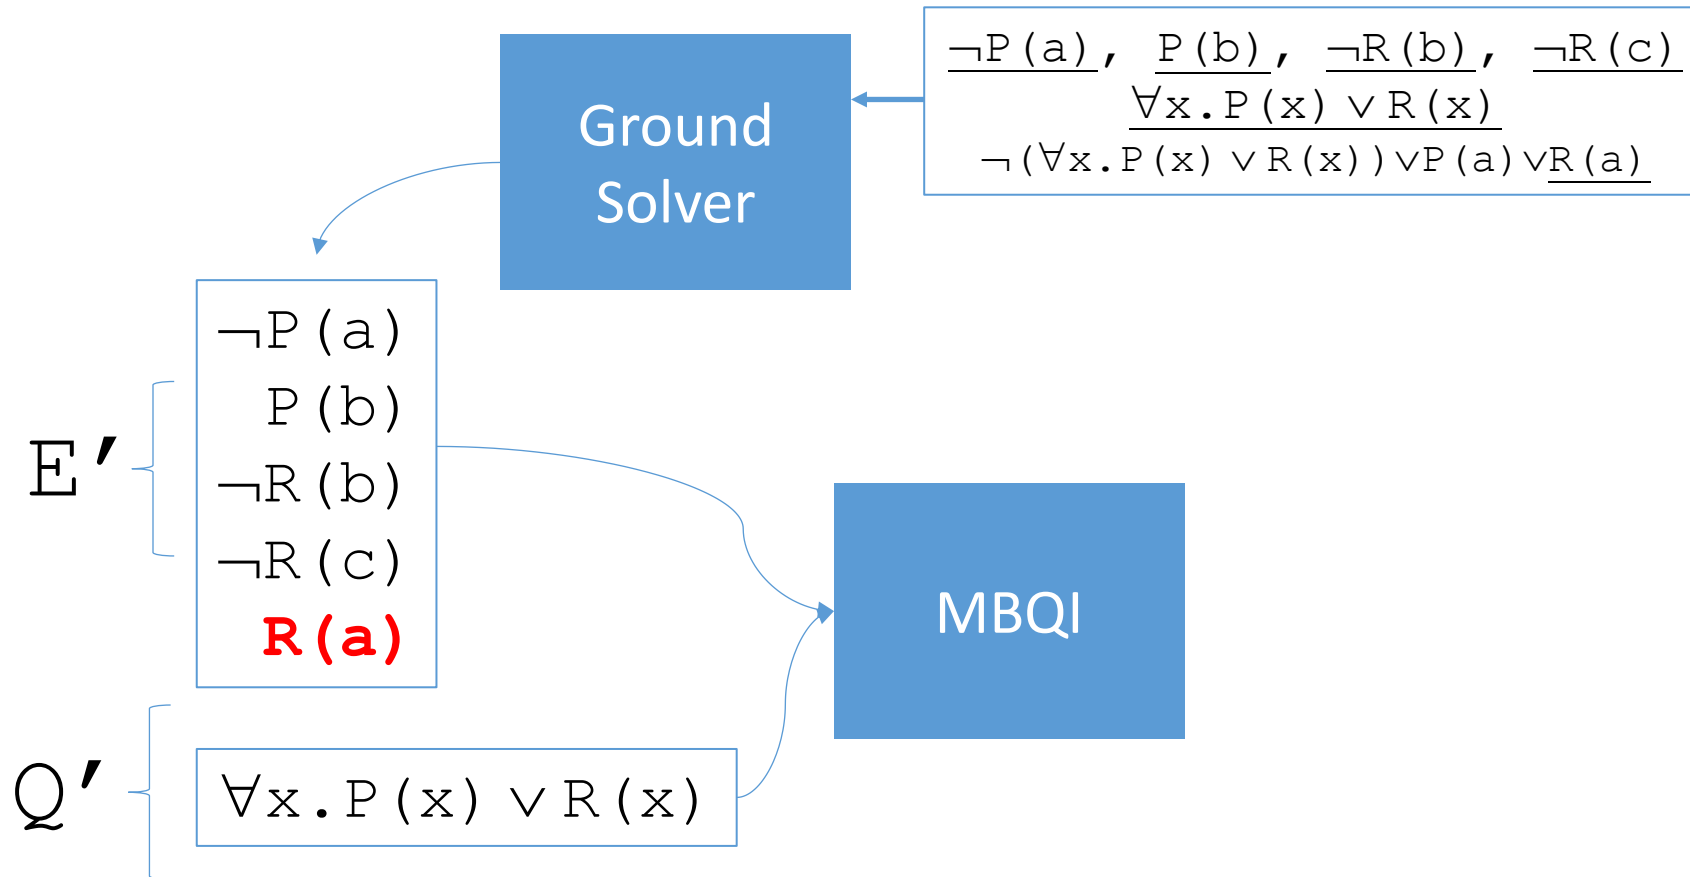 ¬P(a), P(b), ¬R(b), ¬R(c)
∀x.P(x) ∨ R(x)
¬(∀x.P(x) ∨ R(x))∨P(a)∨R(a)
Ground
Solver
¬P(a)
P(b)
¬R(b)
¬R(c)
R(a)
E′
MBQI
Q′
∀x.P(x) ∨ R(x)